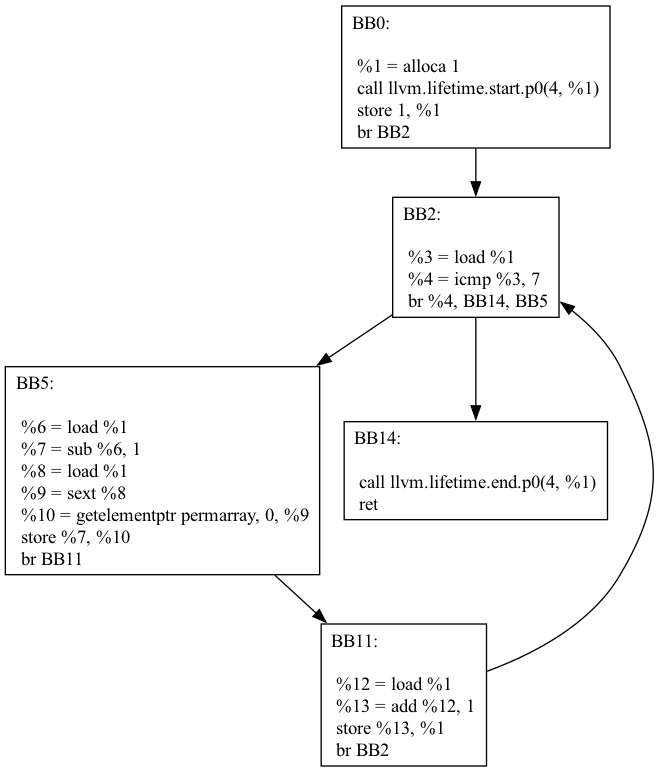 BB0:
%1 = alloca 1
call llvm.lifetime.start.p0(4, %1)
store 1, %1
br BB2
BB2:
%3 = load %1
%4 = icmp %3, 7
br %4, BB14, BB5
BB5:
%6 = load %1
%7 = sub %6, 1
%8 = load %1
%9 = sext %8
%10 = getelementptr permarray, 0, %9
store %7, %10
br BB11
BB14:
call llvm.lifetime.end.p0(4, %1)
ret
BB11:
%12 = load %1
%13 = add %12, 1
store %13, %1
br BB2